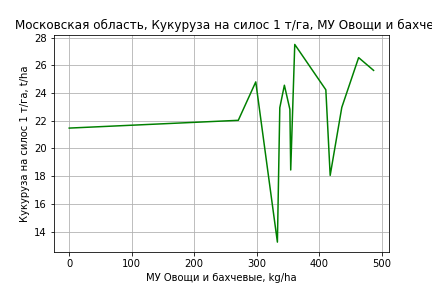 Московская область, Кукуруза на силос 1 т/га, МУ Овощи и бахче
28
26
24
22
20
18
16
14
Кукуруза на силос 1 т/га, t/ha
0 100 200 300 400 500
МУ Овощи и бахчевые, kg/ha